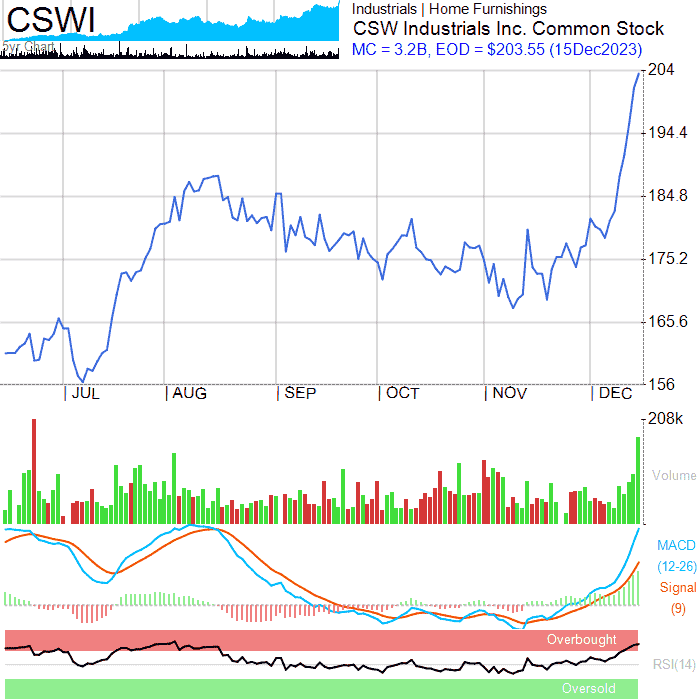 CSWI
5yr Chart
Industrials | Home Furnishings
CSW Industrials Inc. Common Stock
MC = 3.2B, EOD = $203.55 (15Dec2023)
204
194.4
184.8
175.2
165.6
156
JUL AUG SEP OCT NOV DEC
208k
Volume
MACD
(12-26)
Signal
(9)
Overbought
RSI(14)
Oversold